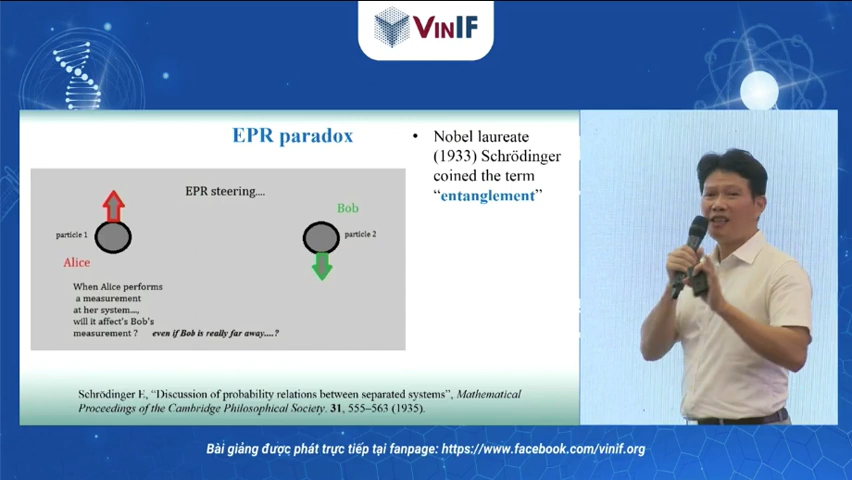 VINIF
EPR paradox
EPR steering....
Bob
particle 1
particle 2
Alice
When Alice performs
a measurement
at her system...,
will it affect's Bob's
measurement ? even if Bob is really far away....?
• Nobel laureate
(1933) Schrödinger
coined the term
“entanglement”
Schrödinger E, “Discussion of probability relations between separated systems”, Mathematical
Proceedings of the Cambridge Philosophical Society. 31, 555–563 (1935).
Bài giảng được phát trực tiếp tại fanpage: https://www.facebook.com/vinif.org